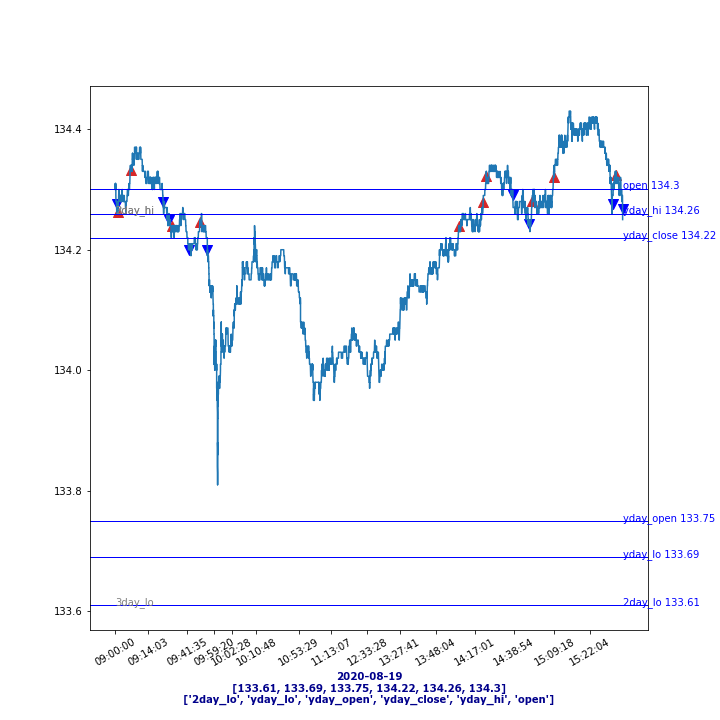 134.4
134.2
134.0
133.8
133.6
open 134.3
yday_hi 134.26
yday_close 134.22
yday_open 133.75
yday_lo 133.69
3day_lo
2day_lo 133.61
09:00:00
09:14:03
09:41:35
09:59:20
10:02:28
10:10:48
10:53:29
11:13:07
12:33:28
13:27:41
13:48:04
14:17:01
14:38:54
15:09:18
15:22:04
2020-08-19
[133.61, 133.69, 133.75, 134.22, 134.26, 134.3]
['2day_lo', 'yday_lo', 'yday_open', 'yday_close', 'yday_hi', 'open']